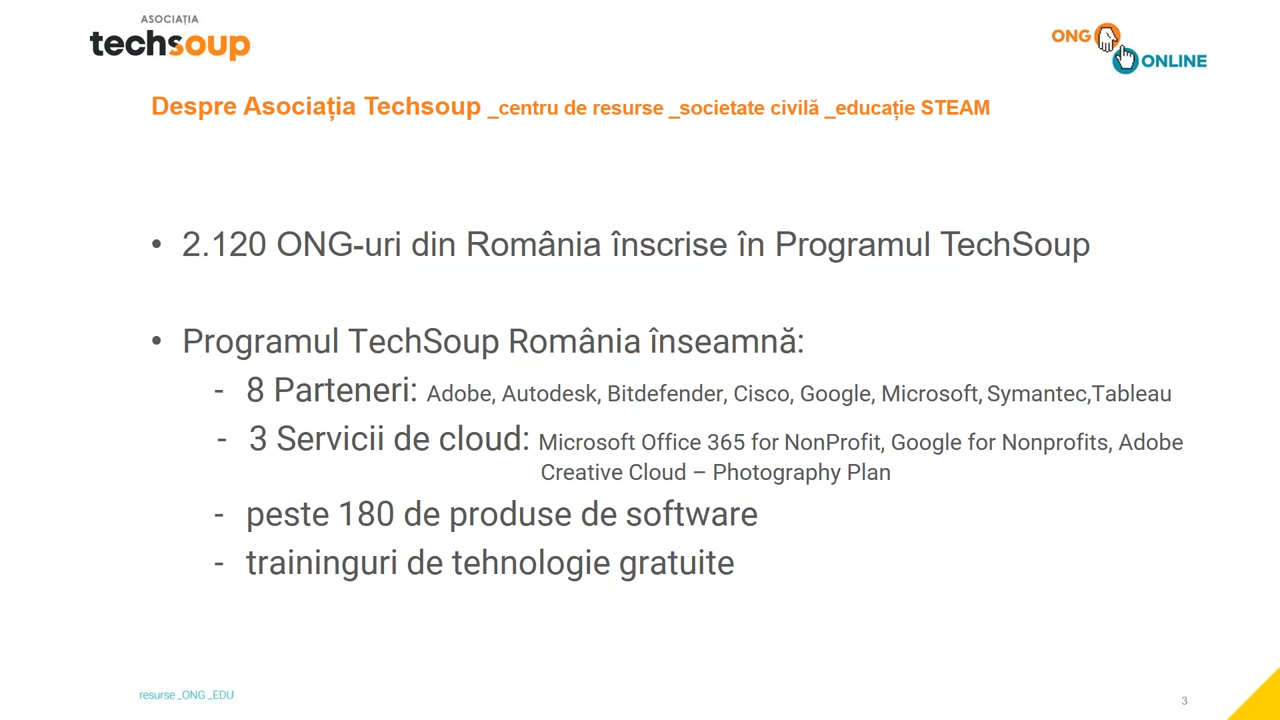 ASOCIAȚIA
techsoup
ONG
ONLINE
Despre Asociația Techsoup _centru de resurse _societate civilă _educație STEAM
• 2.120 ONG-uri din România înscrise în Programul TechSoup
• Programul TechSoup România înseamnă:
- 8 Parteneri: Adobe, Autodesk, Bitdefender, Cisco, Google, Microsoft, Symantec,Tableau
- 3 Servicii de cloud: Microsoft Office 365 for NonProfit, Google for Nonprofits, Adobe
Creative Cloud – Photography Plan
- peste 180 de produse de software
- traininguri de tehnologie gratuite
resurse _ONG _EDU
3